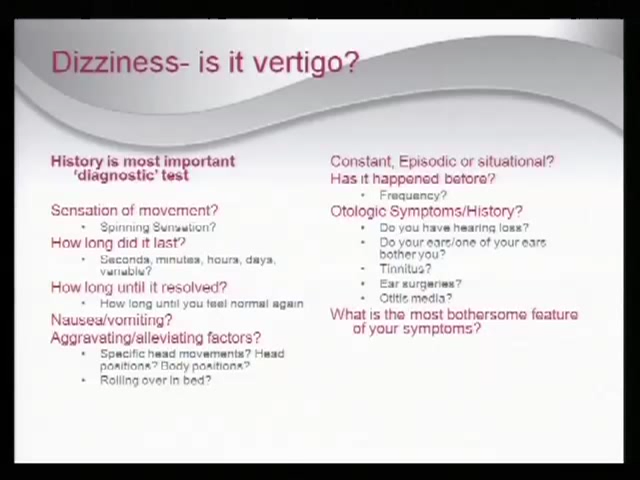 Dizziness- is it vertigo?
History is most important
'diagnostic' test
Sensation of movement?
• Spinning Sensation?
How long did it last?
• Seconds, minutes, hours, days,
variable?
How long until it resolved?
• How long until you feel normal again
Nausea/vomiting?
Aggravating/alleviating factors?
• Specific head movements? Head
positions? Body positions?
• Rolling over in bed?
Constant, Episodic or situational?
Has it happened before?
• Frequency?
Otologic Symptoms/History?
• Do you have hearing loss?
• Do your ears/one of your ears
bother you?
• Tinnitus?
• Ear surgeries?
• Otitis media?
What is the most bothersome feature
of your symptoms?